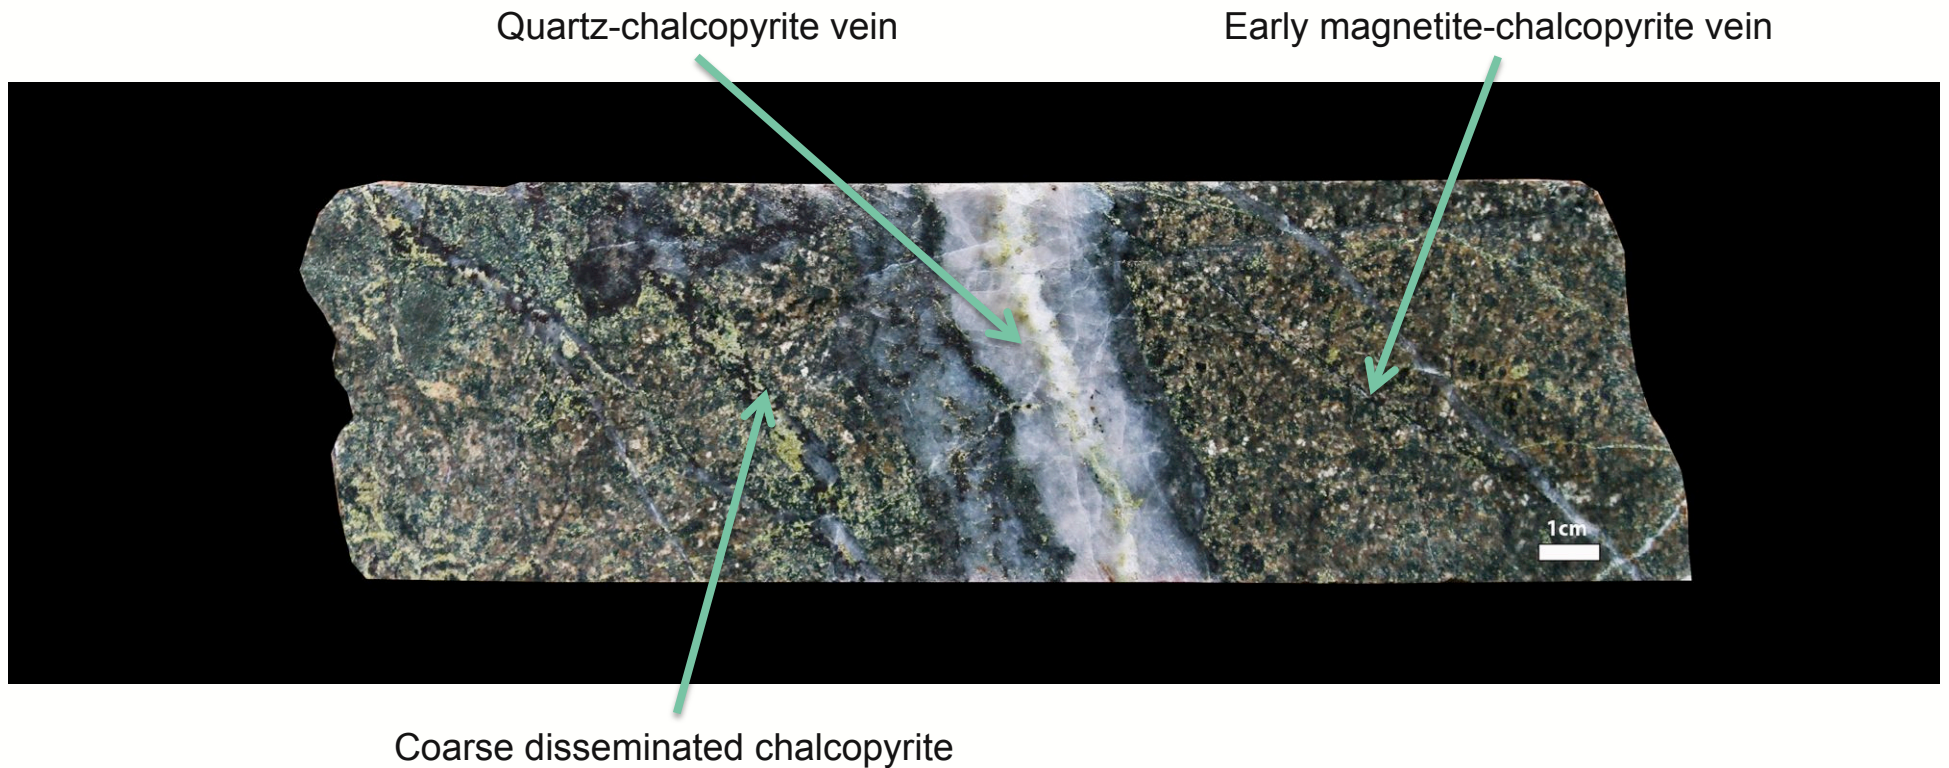 Quartz-chalcopyrite vein
Early magnetite-chalcopyrite vein
1cm
Coarse disseminated chalcopyrite